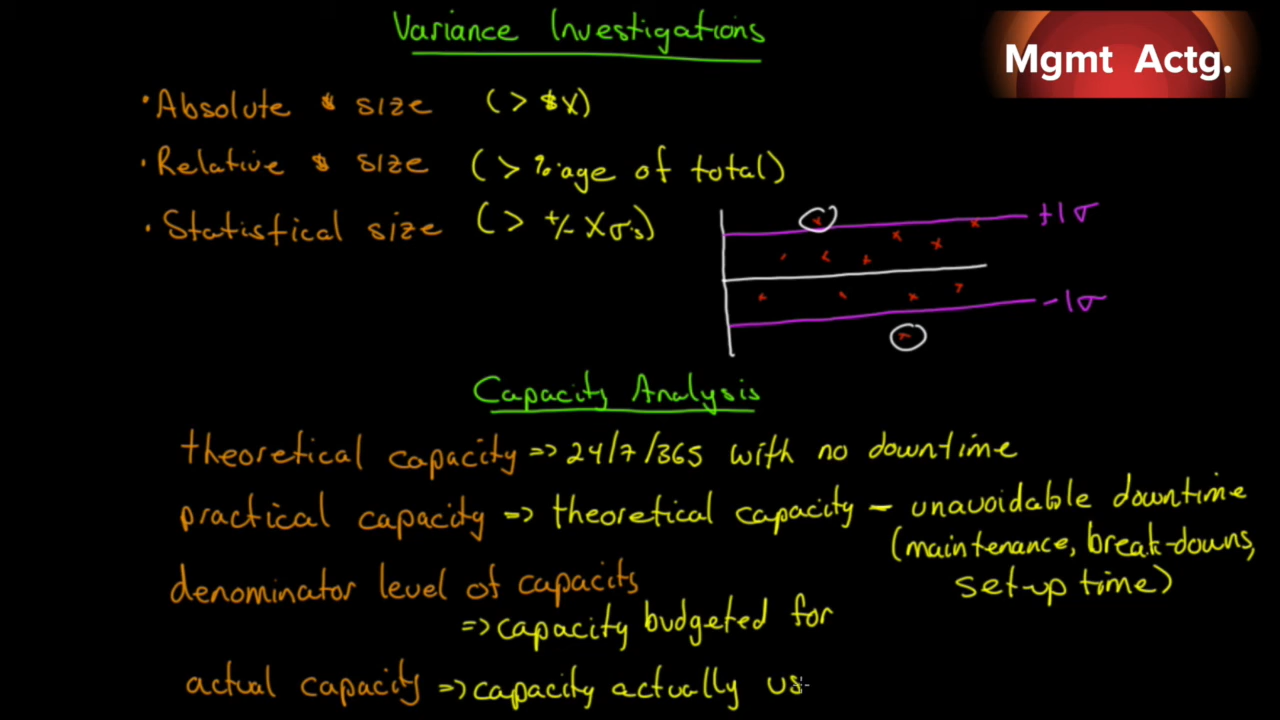 Variance Investigations
Mgmt Actg.
· Absolute $ size (> $X)
· Relative $ size (> %age of total)
· Statistical size (> +/- Xσ's)
+1σ
-1σ
Capacity Analysis
theoretical capacity => 24/7/365 with no downtime
practical capacity => theoretical capacity - unavoidable downtime
(maintenance, break-downs,
set-up time)
denominator level of capacity
=> capacity budgeted for
actual capacity => capacity actually us